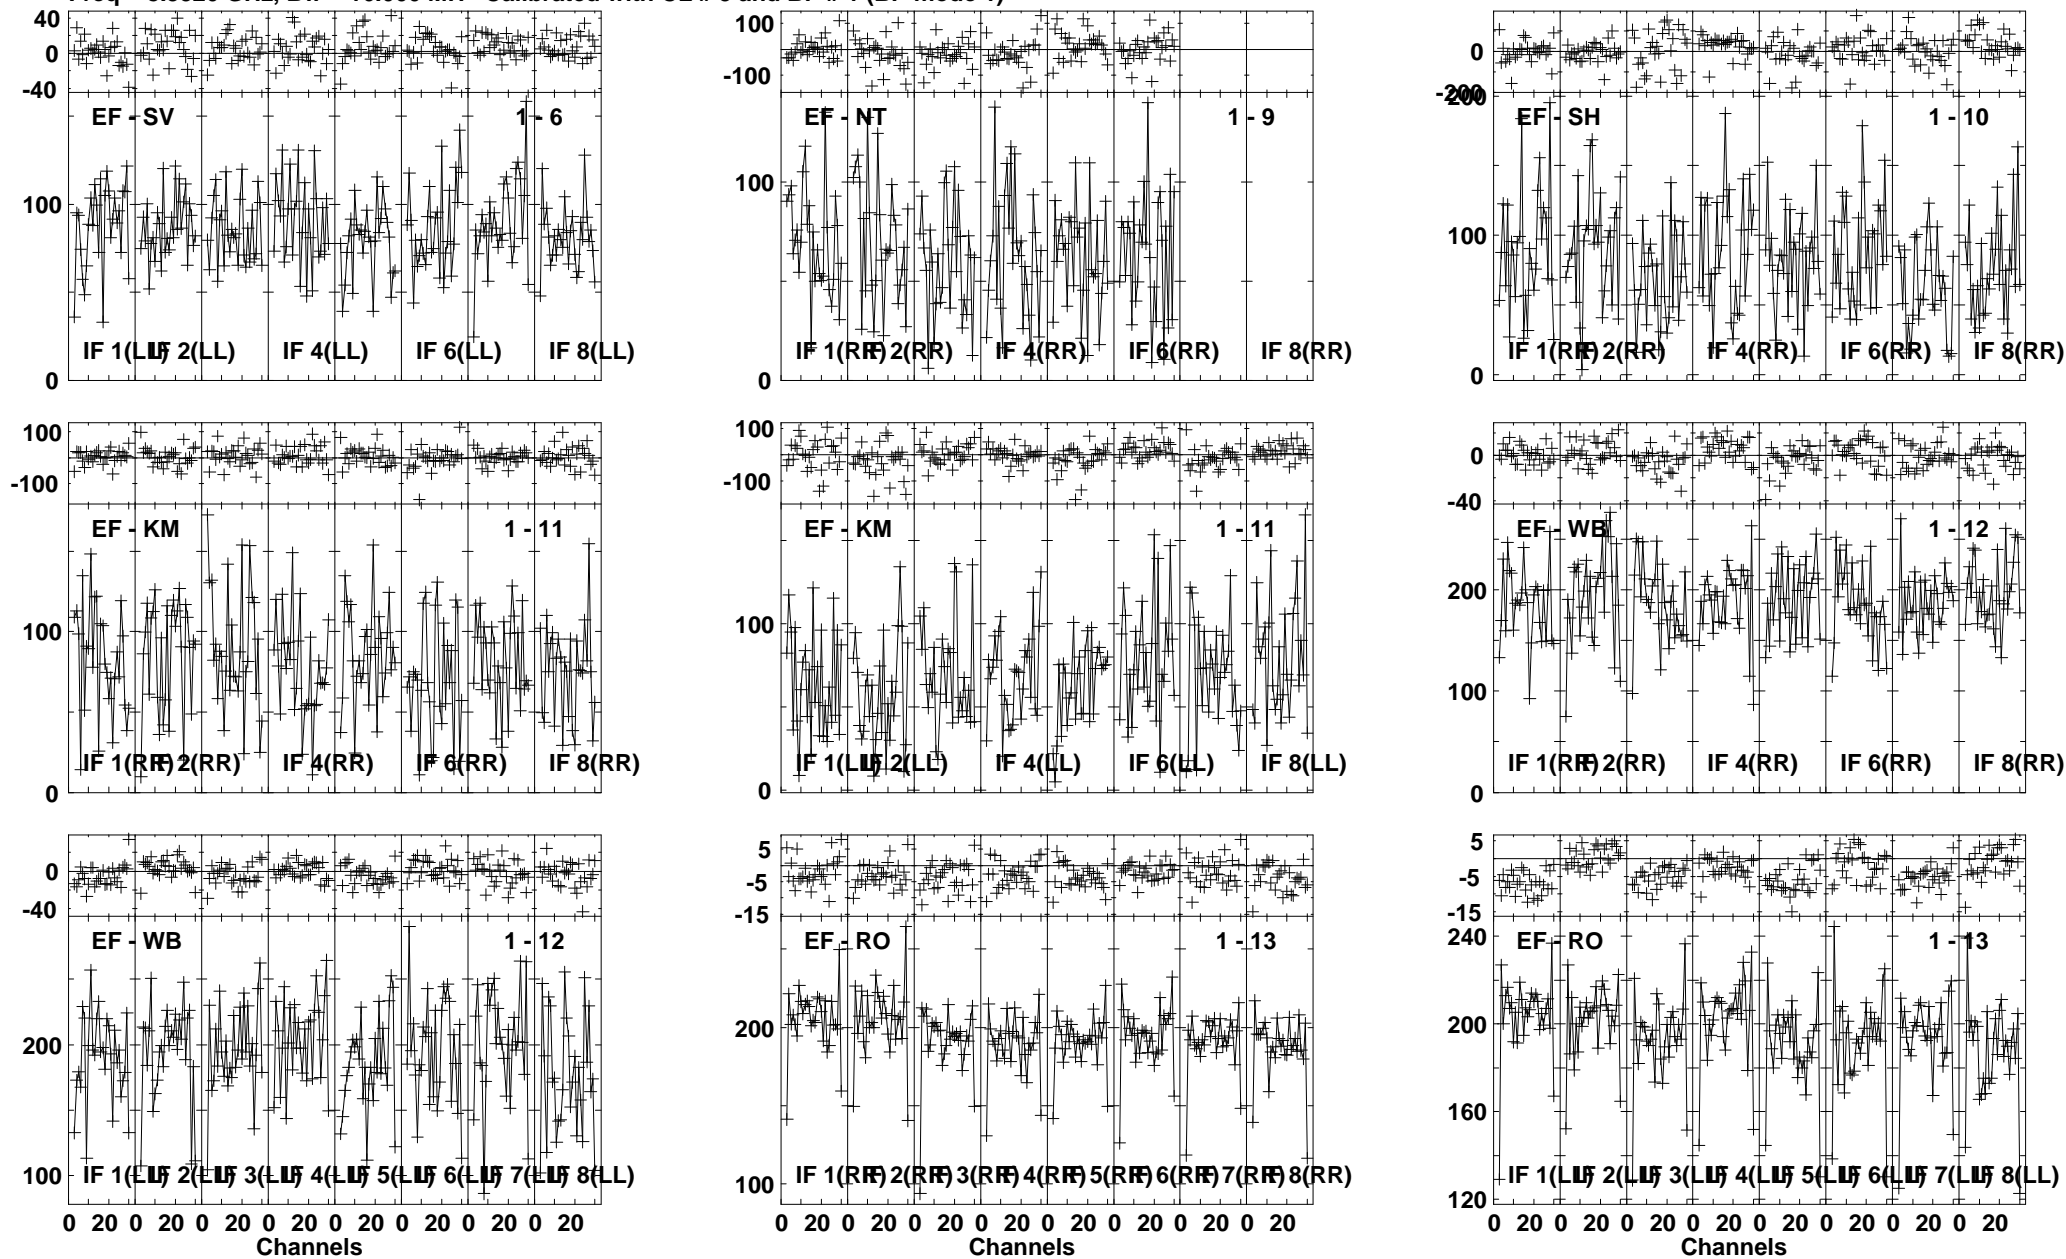 Freq = GHz, Bw = MH Calibrated with CL # and BP # 1 (BP mode 1)
40
0
-40
EF - SV 1 - 6
100
IF 1(LL) IF 2(LL) IF 4(LL) IF 6(LL) IF 8(LL)
0
100
-100
EF - NT 1 - 9
100
IF 1(RR) IF 2(RR) IF 4(RR) IF 6(RR) IF 8(RR)
0
0
-200
200
EF - SH 1 - 10
100
IF 1(RR) IF 2(RR) IF 4(RR) IF 6(RR) IF 8(RR)
0
100
-100
EF - KM 1 - 11
100
IF 1(RR) IF 2(RR) IF 4(RR) IF 6(RR) IF 8(RR)
0
100
-100
EF - KM 1 - 11
100
IF 1(LL) IF 2(LL) IF 4(LL) IF 6(LL) IF 8(LL)
0
0
-40
EF - WB 1 - 12
200
100
IF 1(RR) IF 2(RR) IF 4(RR) IF 6(RR) IF 8(RR)
0
0
-40
EF - WB 1 - 12
200
100
IF 1(LL) IF 2(LL) IF 3(LL) IF 4(LL) IF 5(LL) IF 6(LL) IF 7(LL) IF 8(LL)
0 20 0 20 0 20 0 20 0 20 0 20 0 20 0 20
Channels
5
-5
-15
EF - RO 1 - 13
200
100
IF 1(RR) IF 2(RR) IF 3(RR) IF 4(RR) IF 5(RR) IF 6(RR) IF 7(RR) IF 8(RR)
0 20 0 20 0 20 0 20 0 20 0 20 0 20 0 20
Channels
5
-5
-15
240
EF - RO 1 - 13
200
160
IF 1(LL) IF 2(LL) IF 3(LL) IF 4(LL) IF 5(LL) IF 6(LL) IF 7(LL) IF 8(LL)
120
0 20 0 20 0 20 0 20 0 20 0 20 0 20 0 20
Channels